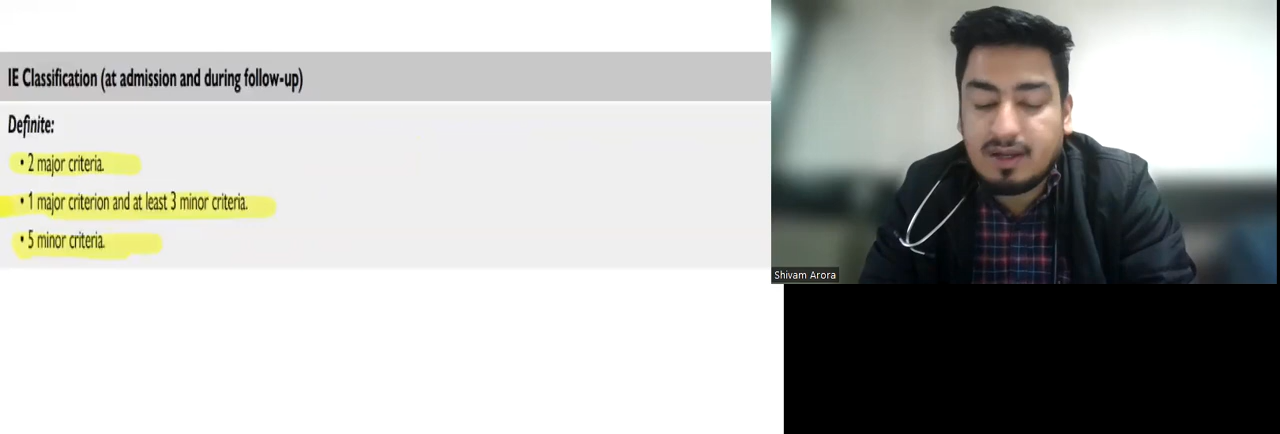 IE Classification (at admission and during follow-up)
Definite:
• 2 major criteria.
• 1 major criterion and at least 3 minor criteria.
• 5 minor criteria.
Shivam Arora